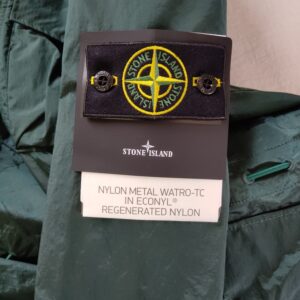 STONE ISLAND
STONE ISLAND
STONE ISLAND
NYLON METAL WATRO-TC
IN ECONYL®
REGENERATED NYLON